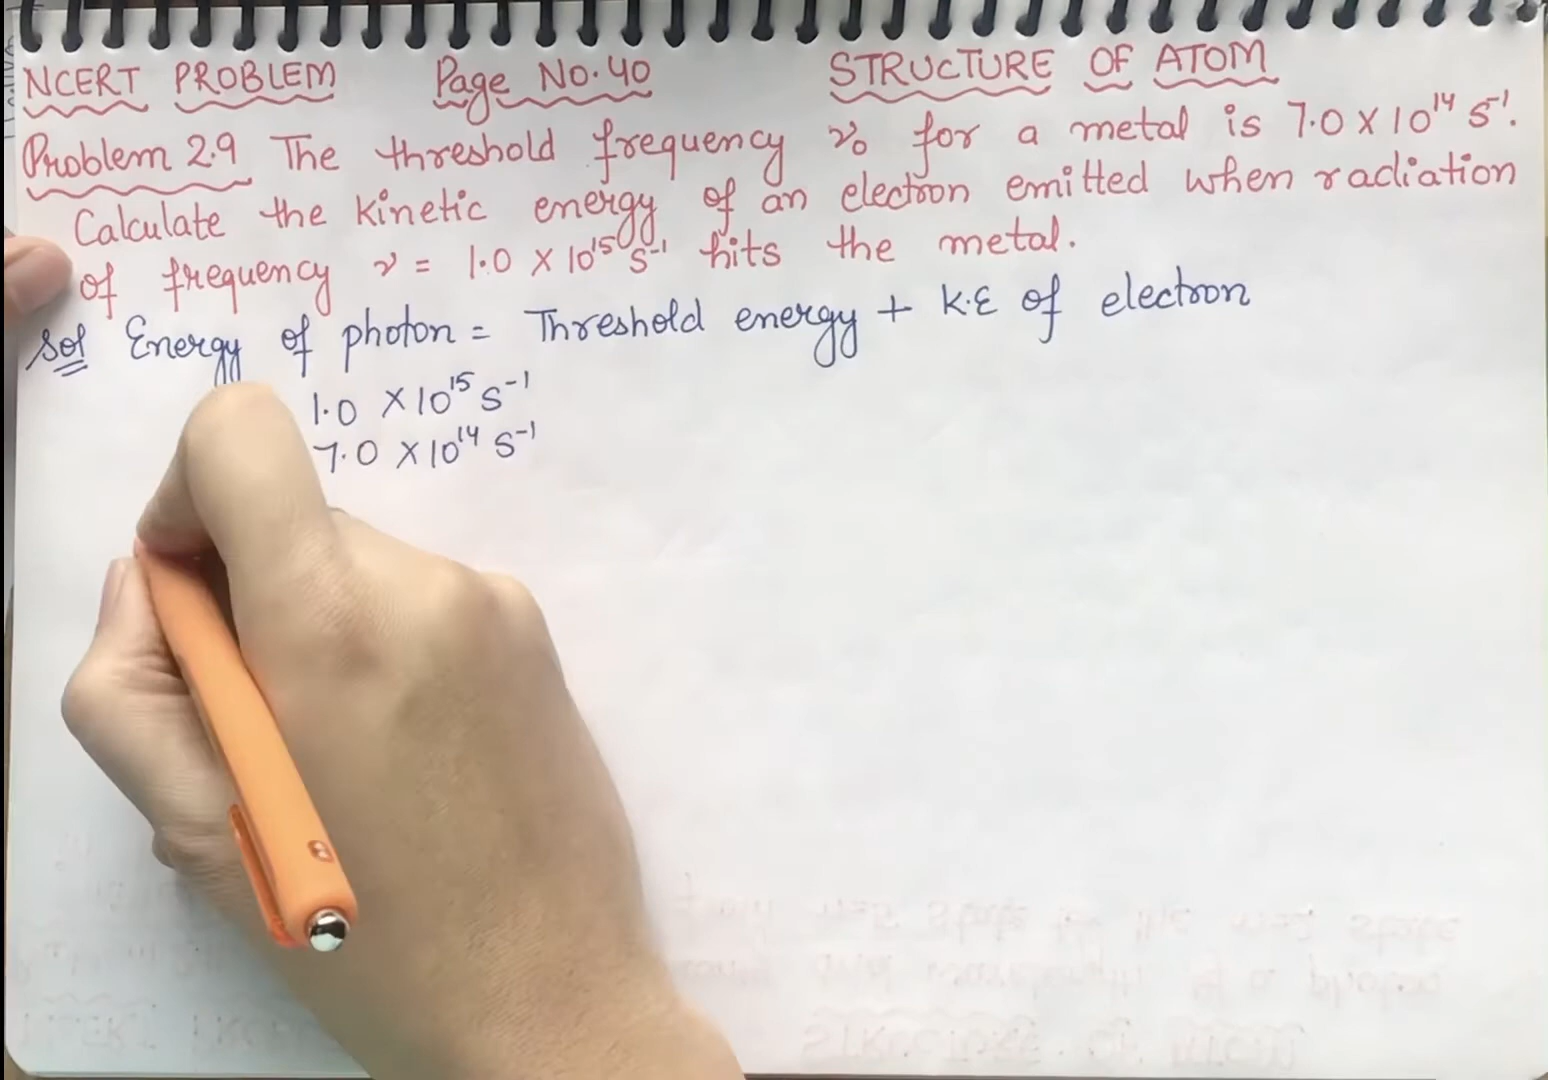 NCERT PROBLEM Page No.40 STRUCTURE OF ATOM
Problem 2.9 The threshold frequency ν₀ for a metal is 7.0 × 10¹⁴ s⁻¹.
Calculate the kinetic energy of an electron emitted when radiation
of frequency ν = 1.0 × 10¹⁵ s⁻¹ hits the metal.
Sol Energy of photon = Threshold energy + K.E of electron
1.0 × 10¹⁵ s⁻¹
7.0 × 10¹⁴ s⁻¹